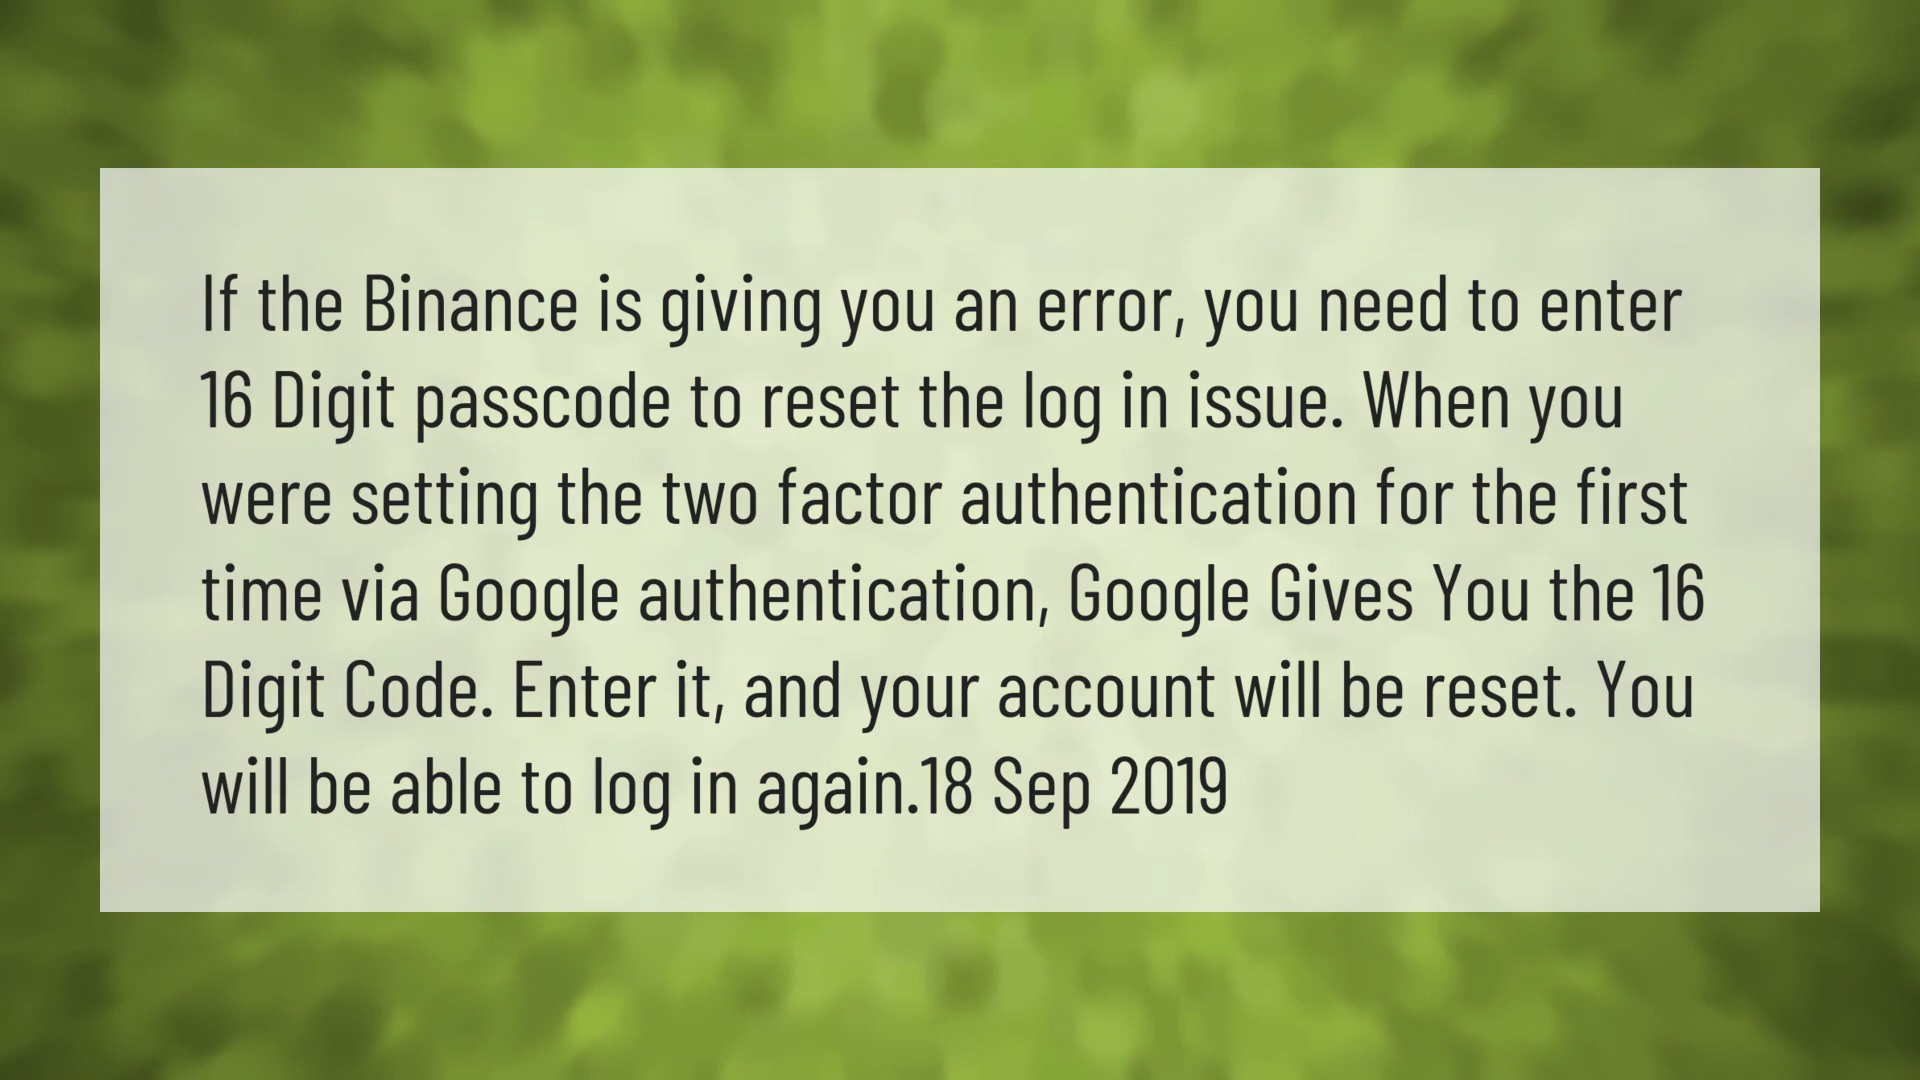 If the Binance is giving you an error, you need to enter
16 Digit passcode to reset the log in issue. When you
were setting the two factor authentication for the first
time via Google authentication, Google Gives You the 16
Digit Code. Enter it, and your account will be reset. You
will be able to log in again.18 Sep 2019